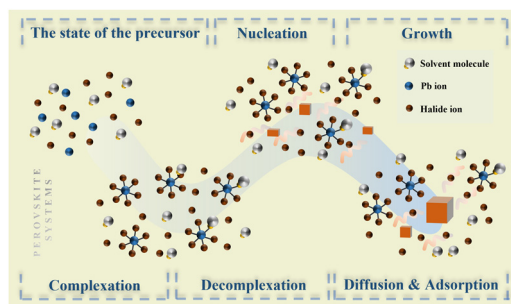 The state of the precursor
Nucleation
Growth
Solvent molecule
Pb ion
Halide ion
PEROVSKITE
SYSTEMS
Complexation
Decomplexation
Diffusion & Adsorption